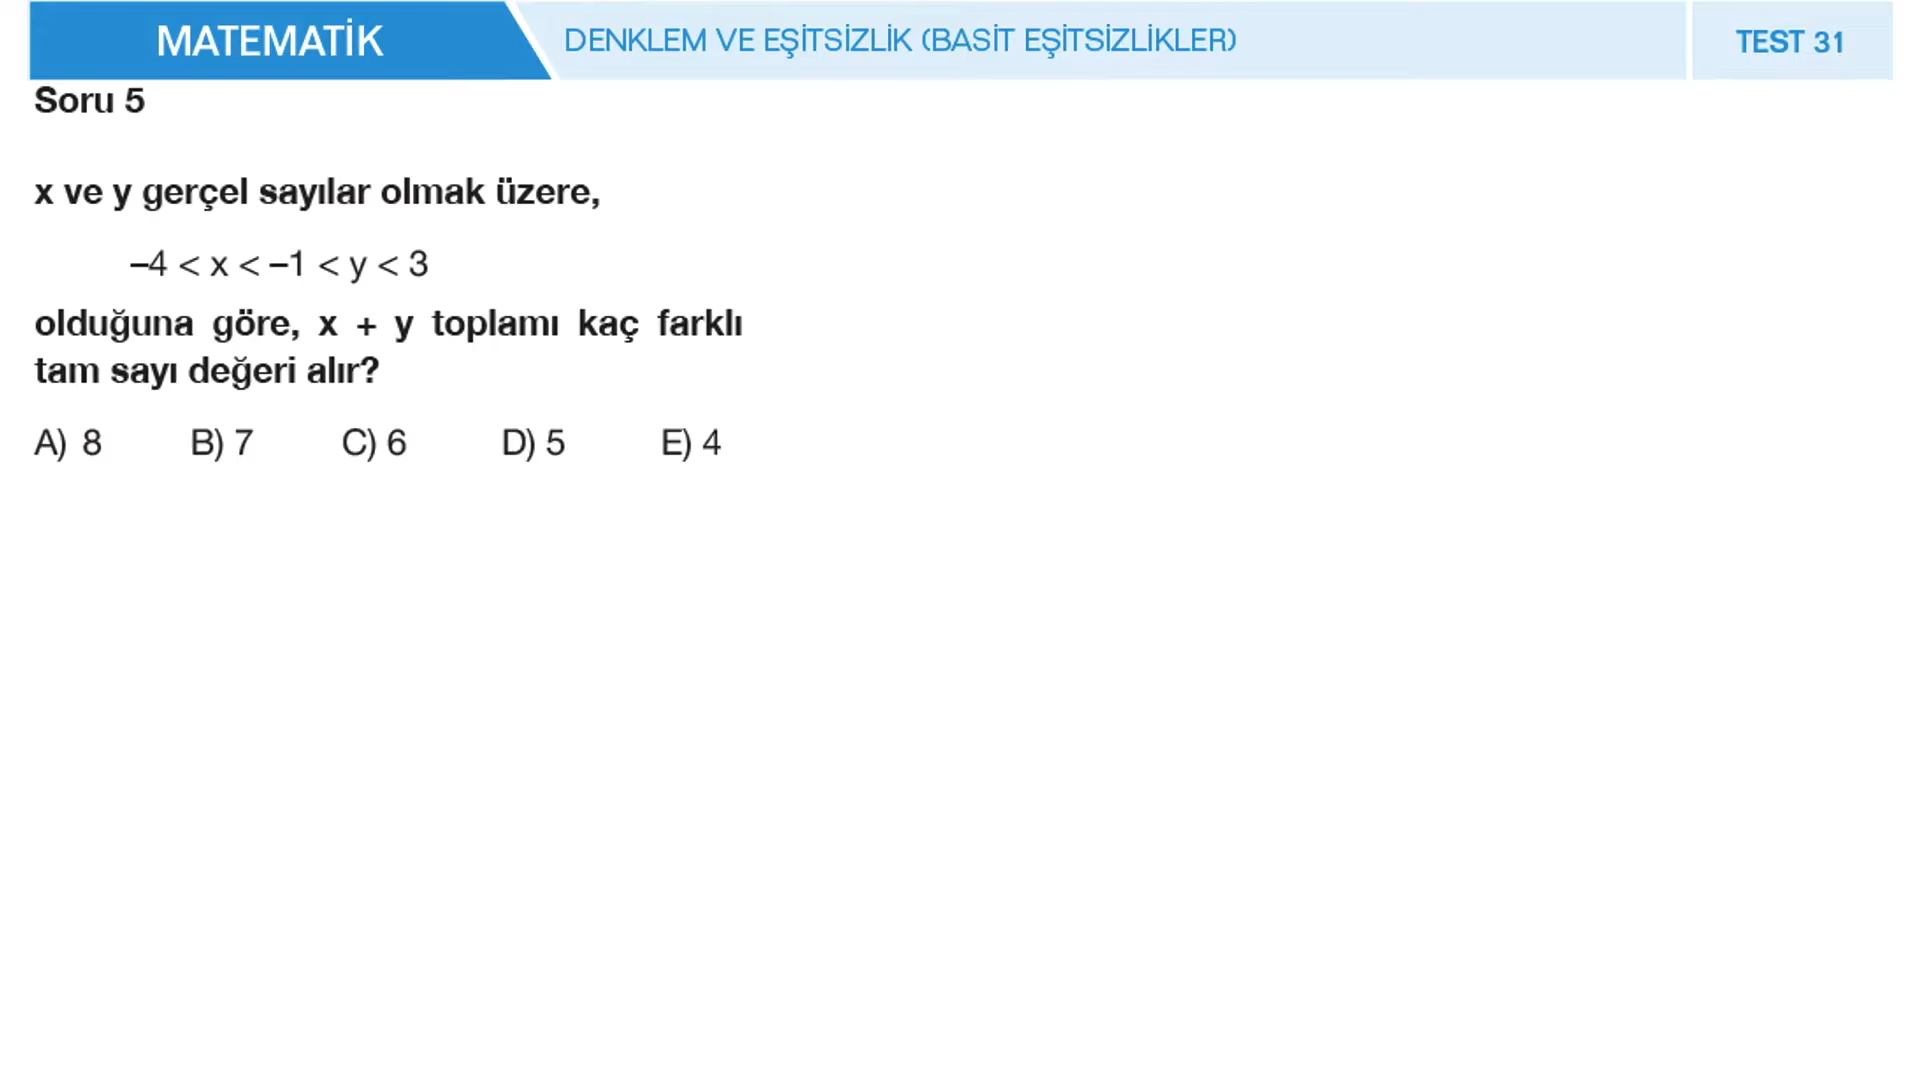 MATEMATİK
DENKLEM VE EŞİTSİZLİK (BASİT EŞİTSİZLİKLER)
TEST 31
Soru 5
x ve y gerçel sayılar olmak üzere,
–4 < x < –1 < y < 3
olduğuna göre, x + y toplamı kaç farklı
tam sayı değeri alır?
A) 8 B) 7 C) 6 D) 5 E) 4